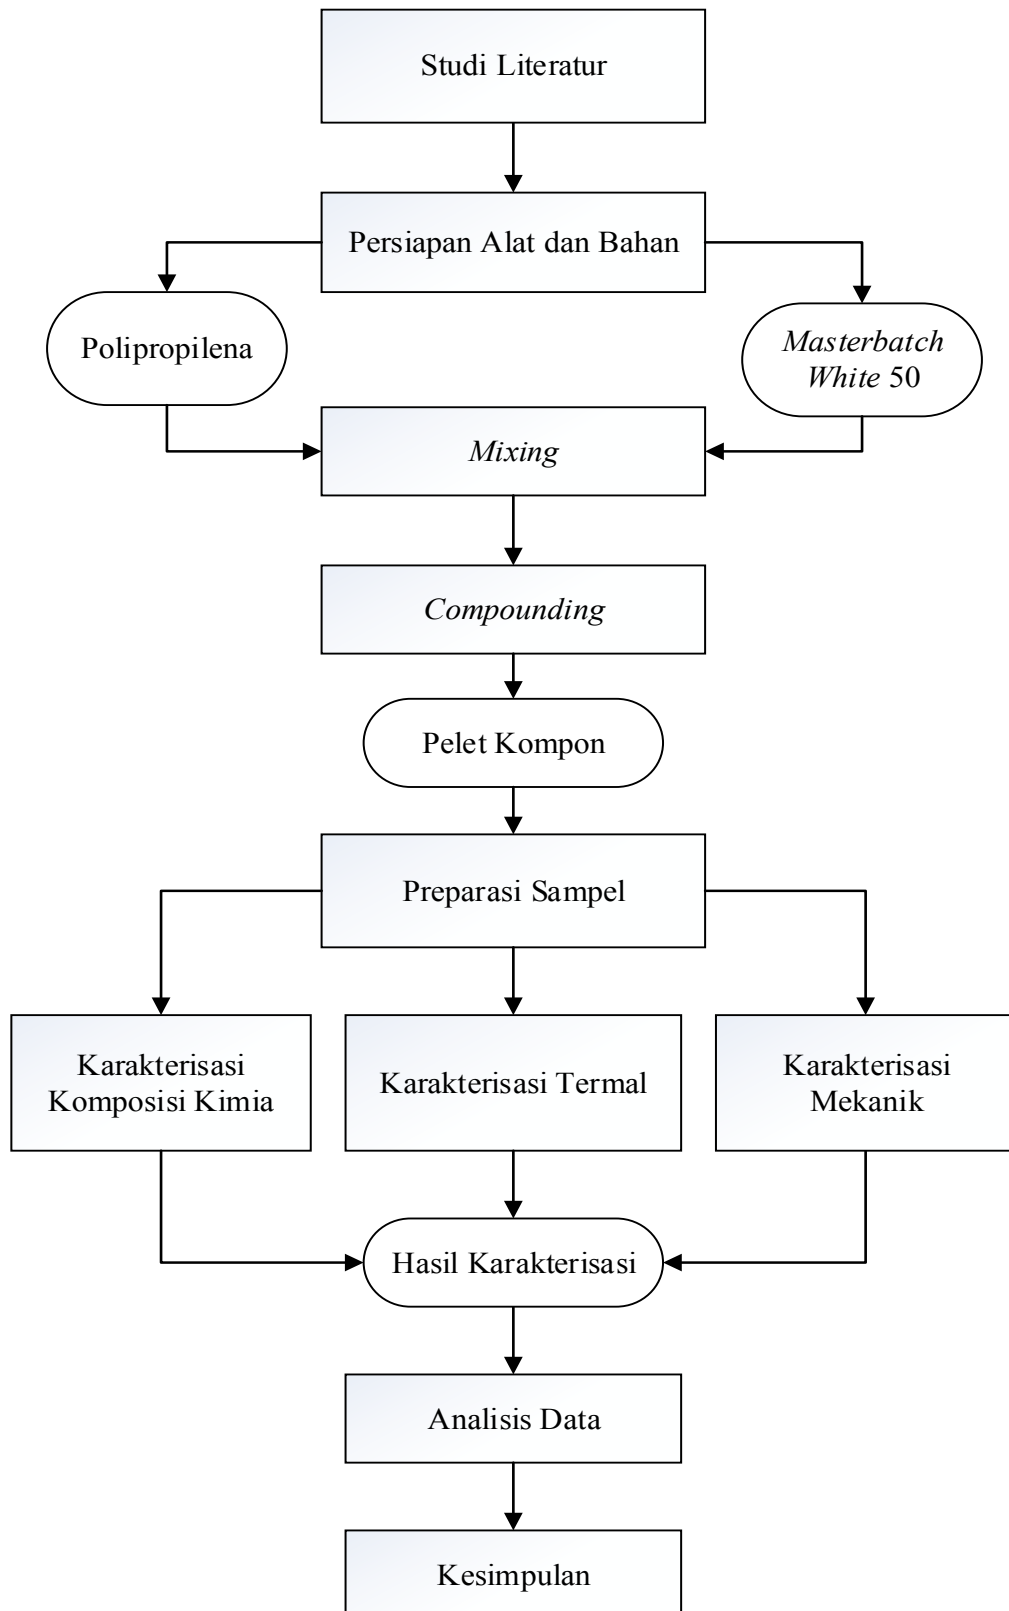 Studi Literatur
Persiapan Alat dan Bahan
Polipropilena
Masterbatch
White 50
Mixing
Compounding
Pelet Kompon
Preparasi Sampel
Karakterisasi
Komposisi Kimia
Karakterisasi Termal
Karakterisasi
Mekanik
Hasil Karakterisasi
Analisis Data
Kesimpulan